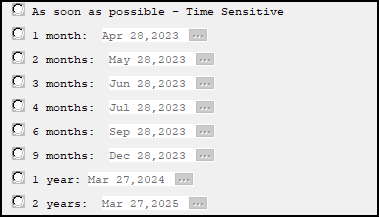 As soon as possible - Time Sensitive
1 month: Apr 28,2023 ...
2 months: May 28,2023 ...
3 months: Jun 28,2023 ...
4 months: Jul 28,2023 ...
6 months: Sep 28,2023 ...
9 months: Dec 28,2023 ...
1 year: Mar 27,2024 ...
2 years: Mar 27,2025 ...